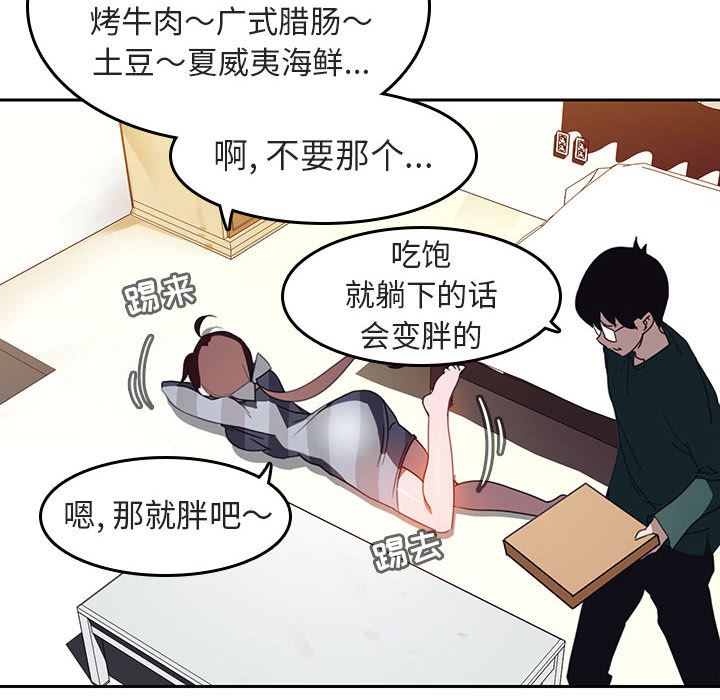 烤牛肉～广式腊肠～
土豆～夏威夷海鲜...
啊，不要那个...
吃饱
就躺下的话
会变胖的
踢来
嗯，那就胖吧～
踢去